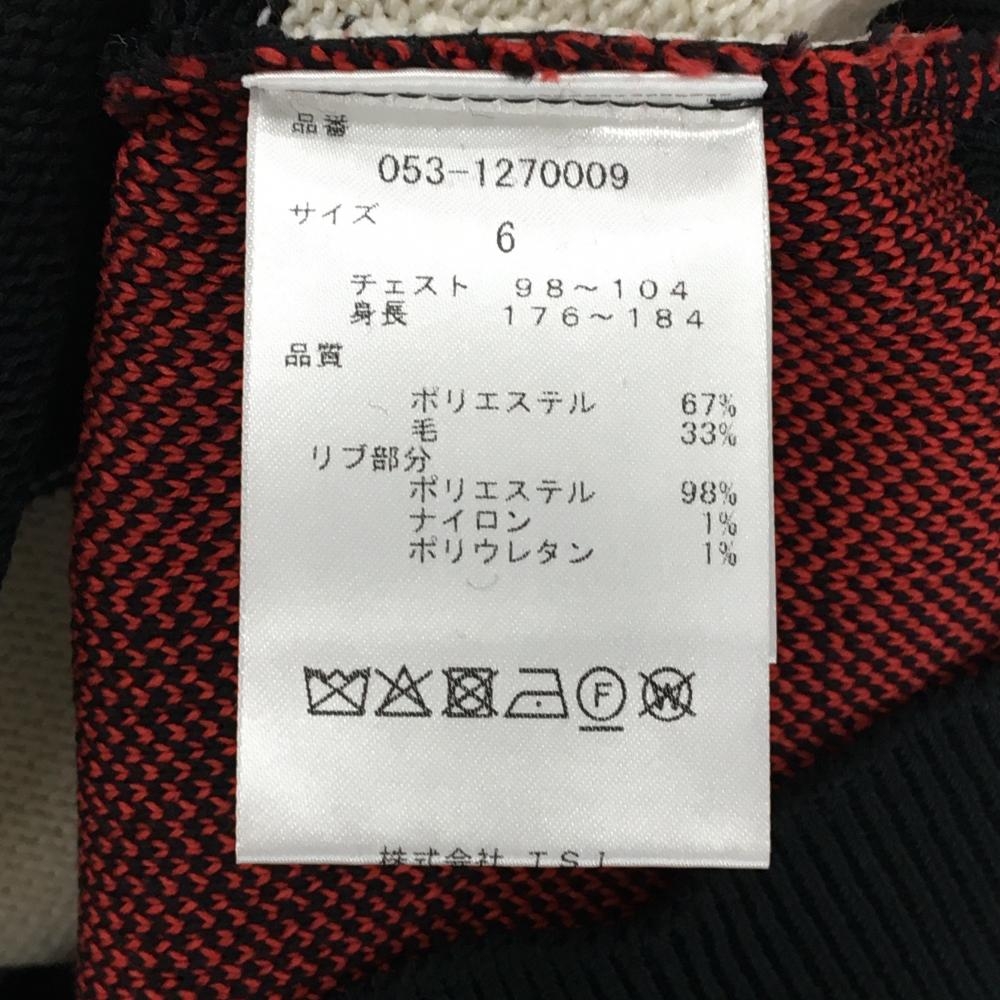 品番
053-1270009
サイズ
6
チェスト 98～104
身長 176～184
品質
ポリエステル 67%
毛 33%
リブ部分
ポリエステル 98%
ナイロン 1%
ポリウレタン 1%
F W
株式会社 TSI